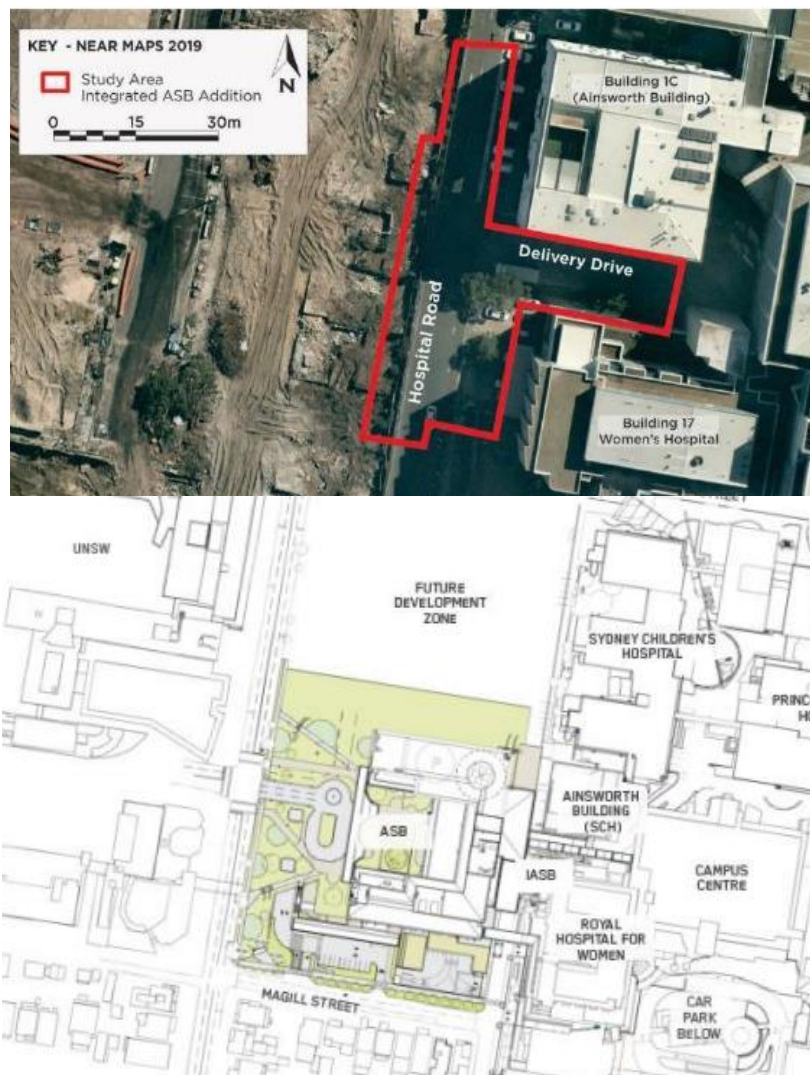 KEY - NEAR MAPS 2019
Study Area
Integrated ASB Addition
N
0 15 30m
Building 1C
(Ainsworth Building)
Delivery Drive
Hospital Road
Building 17
Women's Hospital
UNSW
FUTURE
DEVELOPMENT
ZONE
SYDNEY CHILDREN'S
HOSPITAL
AINSWORTH
BUILDING
(SCH)
ASB
IASB
CAMPUS
CENTRE
ROYAL
HOSPITAL FOR
WOMEN
MAGILL STREET
CAR
PARK
BELOW